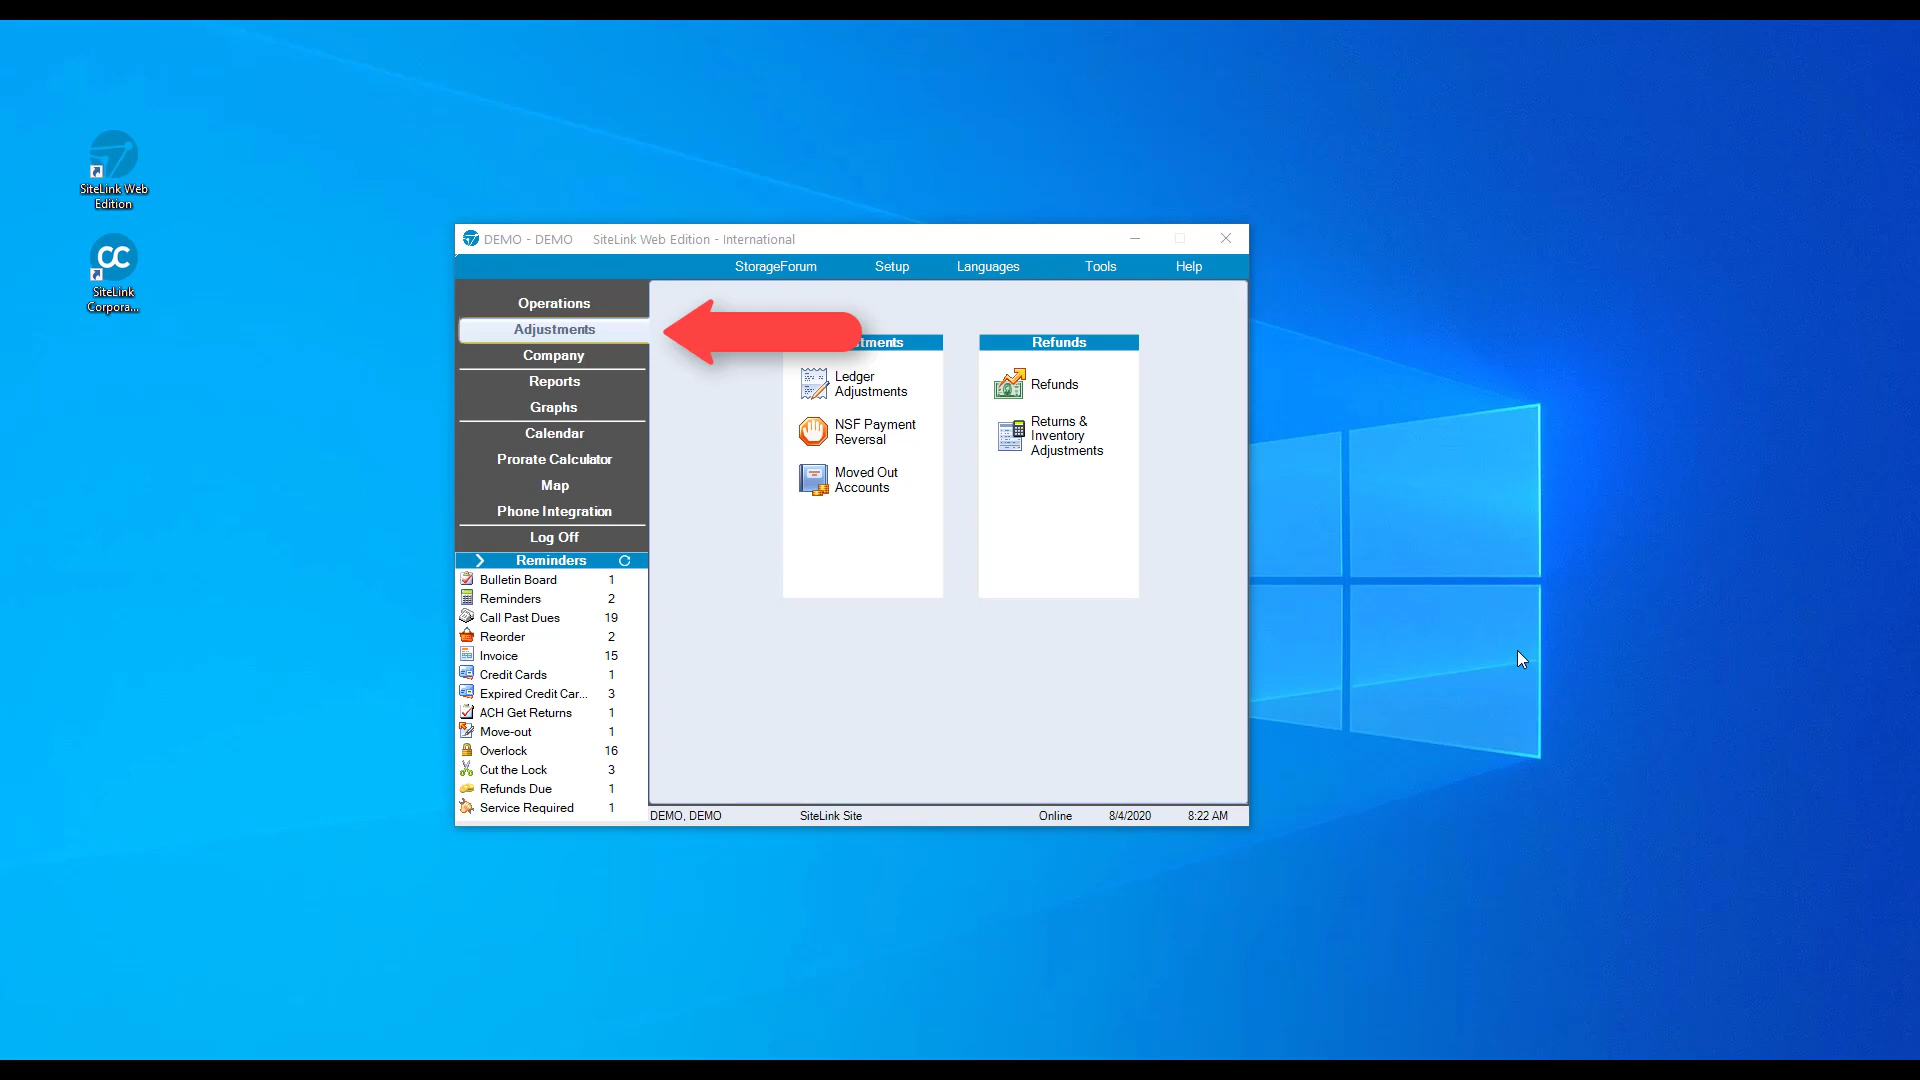 SiteLink Web
Edition
SiteLink
Corpora...
DEMO - DEMO SiteLink Web Edition - International
StorageForum Setup Languages Tools Help
Operations
Adjustments
Company
Reports
Graphs
Calendar
Prorate Calculator
Map
Phone Integration
Log Off
Reminders
Bulletin Board 1
Reminders 2
Call Past Dues 19
Reorder 2
Invoice 15
Credit Cards 1
Expired Credit Car... 3
ACH Get Returns 1
Move-out 1
Overlock 16
Cut the Lock 3
Refunds Due 1
Service Required 1
tments
Ledger
Adjustments
NSF Payment
Reversal
Moved Out
Accounts
Refunds
Refunds
Returns &
Inventory
Adjustments
DEMO, DEMO SiteLink Site Online 8/4/2020 8:22 AM